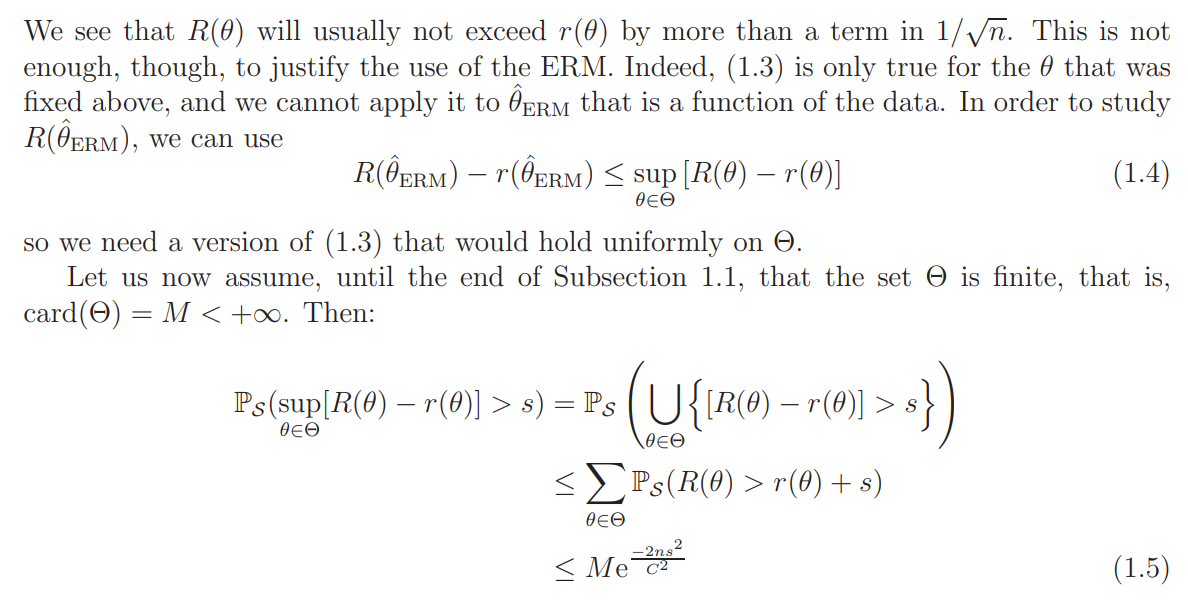 We see that R(θ) will usually not exceed r(θ) by more than a term in 1/√n. This is not
enough, though, to justify the use of the ERM. Indeed, (1.3) is only true for the θ that was
fixed above, and we cannot apply it to θ̂_ERM that is a function of the data. In order to study
R(θ̂_ERM), we can use
R(θ̂_ERM) − r(θ̂_ERM) ≤ sup_{θ∈Θ} [R(θ) − r(θ)] (1.4)
so we need a version of (1.3) that would hold uniformly on Θ.
Let us now assume, until the end of Subsection 1.1, that the set Θ is finite, that is,
card(Θ) = M < +∞. Then:
ℙ_𝒮(sup_{θ∈Θ}[R(θ) − r(θ)] > s) = ℙ_𝒮 ( ⋃_{θ∈Θ} { [R(θ) − r(θ)] > s } )
≤ ∑_{θ∈Θ} ℙ_𝒮(R(θ) > r(θ) + s)
≤ Me^{\frac{−2ns²}{C²}} (1.5)